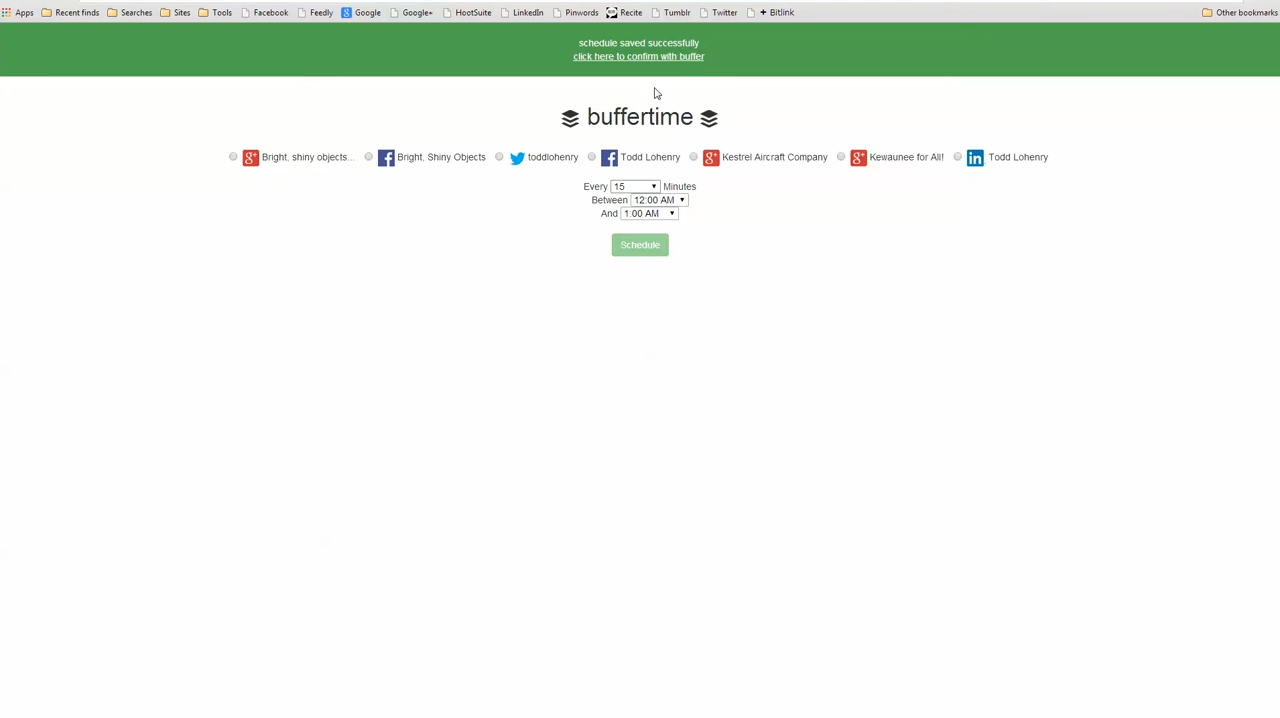 Apps Recent finds Searches Sites Tools Facebook Feedly Google Google+ HootSuite LinkedIn Pinwords Recite Tumblr Twitter + Bitlink Other bookmarks
schedule saved successfully
click here to confirm with buffer
buffertime
Bright, shiny objects... Bright, Shiny Objects toddlohenry Todd Lohenry Kestrel Aircraft Company Kewaunee for All! Todd Lohenry
Every 15 Minutes
Between 12:00 AM
And 1:00 AM
Schedule